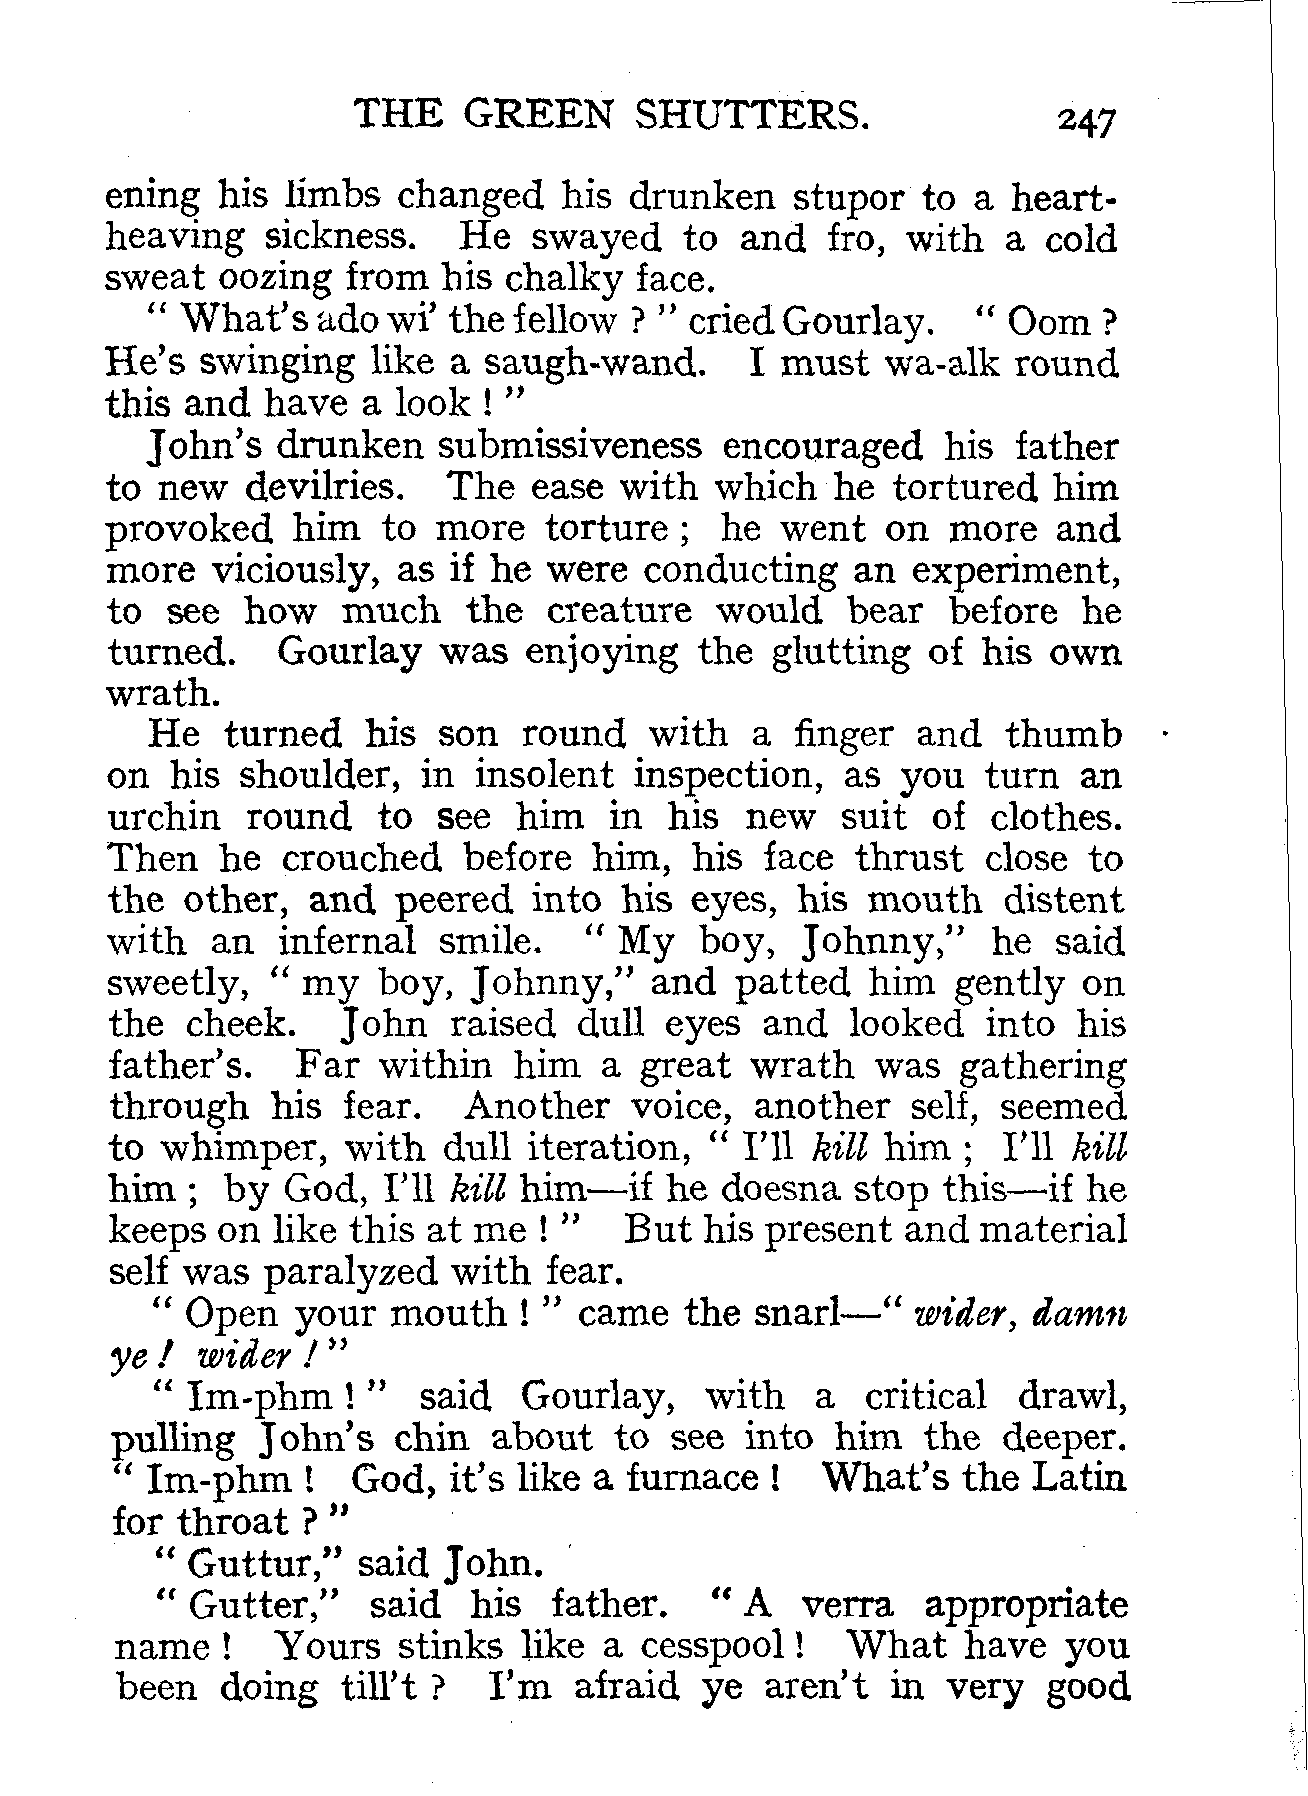 THE GREEN SHUTTERS. 247
ening his limbs changed his drunken stupor to a heart-
heaving sickness. He swayed to and fro, with a cold
sweat oozing from his chalky face.
“ What’s ado wi’ the fellow ? ” cried Gourlay. “ Oom ?
He’s swinging like a saugh-wand. I must wa-alk round
this and have a look ! ”
John’s drunken submissiveness encouraged his father
to new devilries. The ease with which he tortured him
provoked him to more torture ; he went on more and
more viciously, as if he were conducting an experiment,
to see how much the creature would bear before he
turned. Gourlay was enjoying the glutting of his own
wrath.
He turned his son round with a finger and thumb
on his shoulder, in insolent inspection, as you turn an
urchin round to see him in his new suit of clothes.
Then he crouched before him, his face thrust close to
the other, and peered into his eyes, his mouth distent
with an infernal smile. “ My boy, Johnny,” he said
sweetly, “ my boy, Johnny,” and patted him gently on
the cheek. John raised dull eyes and looked into his
father’s. Far within him a great wrath was gathering
through his fear. Another voice, another self, seemed
to whimper, with dull iteration, “ I’ll kill him ; I’ll kill
him ; by God, I’ll kill him—if he doesna stop this—if he
keeps on like this at me ! ” But his present and material
self was paralyzed with fear.
“ Open your mouth ! ” came the snarl—“ wider, damn
ye ! wider ! ”
“ Im-phm ! ” said Gourlay, with a critical drawl,
pulling John’s chin about to see into him the deeper.
“ Im-phm ! God, it’s like a furnace ! What’s the Latin
for throat ? ”
“ Guttur,” said John.
“ Gutter,” said his father. “ A verra appropriate
name ! Yours stinks like a cesspool ! What have you
been doing till’t ? I’m afraid ye aren’t in very good